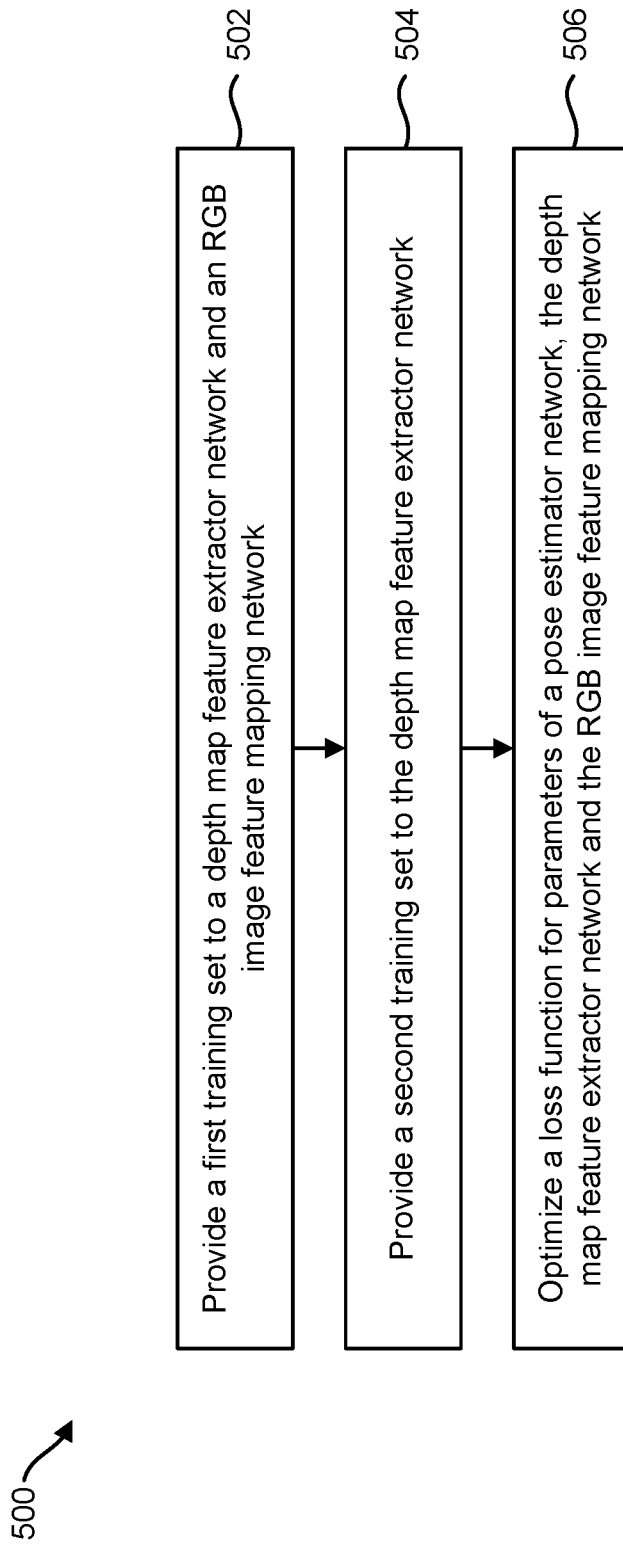 500
Provide a first training set to a depth map feature extractor network and an RGB
image feature mapping network
502
Provide a second training set to the depth map feature extractor network
504
Optimize a loss function for parameters of a pose estimator network, the depth
map feature extractor network and the RGB image feature mapping network
506